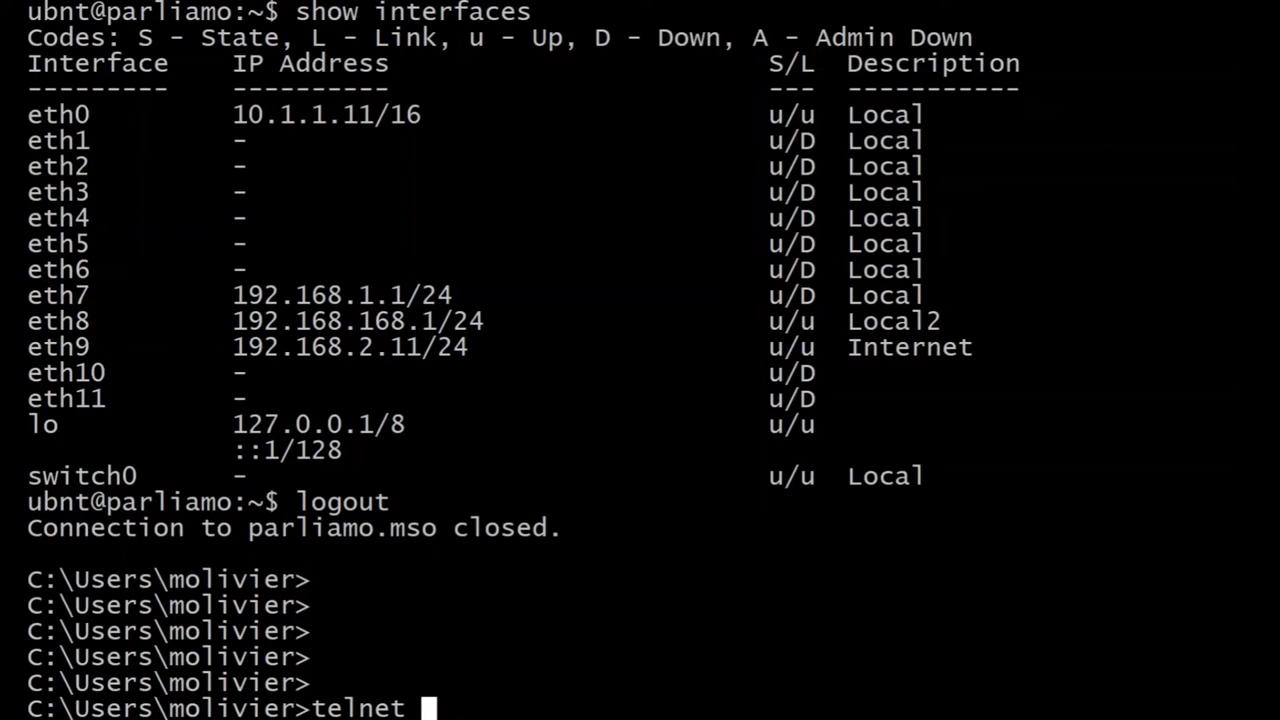 ubnt@parliamo:~$ show interfaces
Codes: S - State, L - Link, u - Up, D - Down, A - Admin Down
Interface    IP Address                        S/L  Description
---------    ----------                        ---  -----------
eth0         10.1.1.11/16                      u/u  Local
eth1         -                                 u/D  Local
eth2         -                                 u/D  Local
eth3         -                                 u/D  Local
eth4         -                                 u/D  Local
eth5         -                                 u/D  Local
eth6         -                                 u/D  Local
eth7         192.168.1.1/24                    u/D  Local
eth8         192.168.168.1/24                  u/u  Local2
eth9         192.168.2.11/24                   u/u  Internet
eth10        -                                 u/D
eth11        -                                 u/D
lo           127.0.0.1/8                       u/u
             ::1/128
switch0      -                                 u/u  Local
ubnt@parliamo:~$ logout
Connection to parliamo.mso closed.
C:\Users\molivier>
C:\Users\molivier>
C:\Users\molivier>
C:\Users\molivier>
C:\Users\molivier>
C:\Users\molivier>telnet